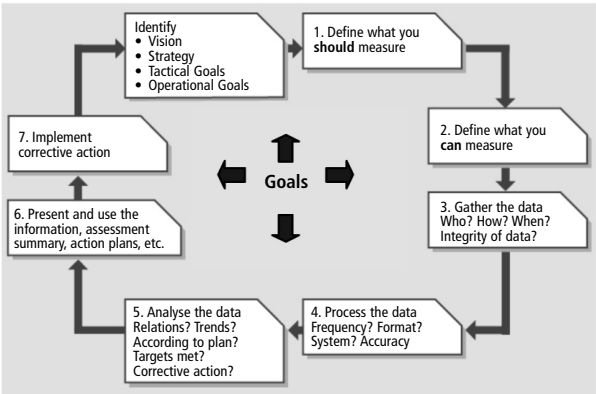 Identify
• Vision
• Strategy
• Tactical Goals
• Operational Goals
1. Define what you
should measure
2. Define what you
can measure
3. Gather the data
Who? How? When?
Integrity of data?
4. Process the data
Frequency? Format?
System? Accuracy
5. Analyse the data
Relations? Trends?
According to plan?
Targets met?
Corrective action?
6. Present and use the
information, assessment
summary, action plans, etc.
7. Implement
corrective action
Goals